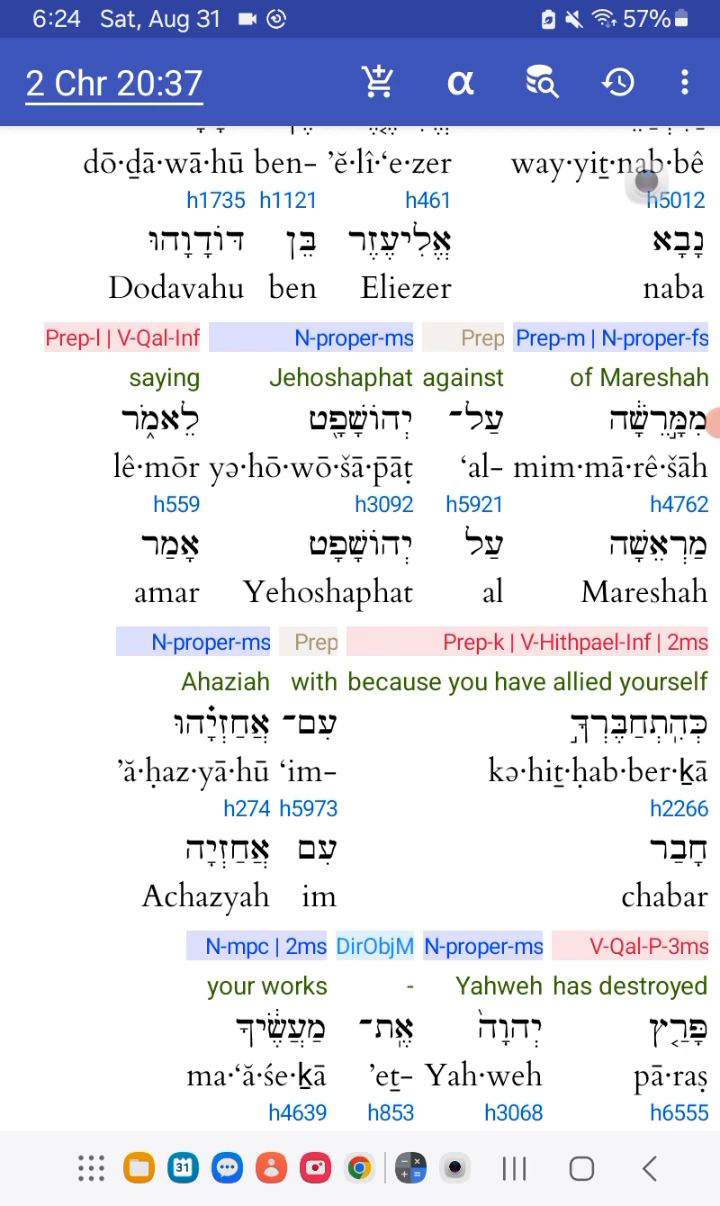 6:24 Sat, Aug 31 57%
2 Chr 20:37 α
dō·ḏā·wā·hū ben- ’ĕ·lî·‘e·zer way·yiṯ·nab·bê
h1735 h1121 h461 h5012
נָבָא אֱלִיעֶזֶר בֵּן דּוֹדָוָהוּ
Dodavahu ben Eliezer naba
Prep-l | V-Qal-Inf N-proper-ms Prep Prep-m | N-proper-fs
saying Jehoshaphat against of Mareshah
מִמָּ֣רֵשָׁ֔ה עַל־ יְהוֹשָׁפָ֖ט לֵאמֹ֑ר
lê·mōr yə·hō·wō·šā·p̄āṭ ‘al- mim·mā·rê·šāh
h559 h3092 h5921 h4762
מַרְאֵשָׁה עַל יְהוֹשָׁפָט אָמַר
amar Yehoshaphat al Mareshah
N-proper-ms Prep Prep-k | V-Hithpael-Inf | 2ms
Ahaziah with because you have allied yourself
כְּהִֽתְחַבֶּרְךָ֣ עִם־ אֲחַזְיָ֗הוּ
’ă·ḥaz·yā·hū ‘im- kə·hiṯ·ḥab·ber·ḵā
h274 h5973 h2266
חָבַר עִם אֲחַזְיָה
Achazyah im chabar
N-mpc | 2ms DirObjM N-proper-ms V-Qal-P-3ms
your works - Yahweh has destroyed
פָּרַ֤ץ יְהוָה֙ אֶֽת־ מַעֲשֶׂ֔יךָ
ma·‘ă·śe·ḵā ’eṯ- Yah·weh pā·raṣ
h4639 h853 h3068 h6555
31